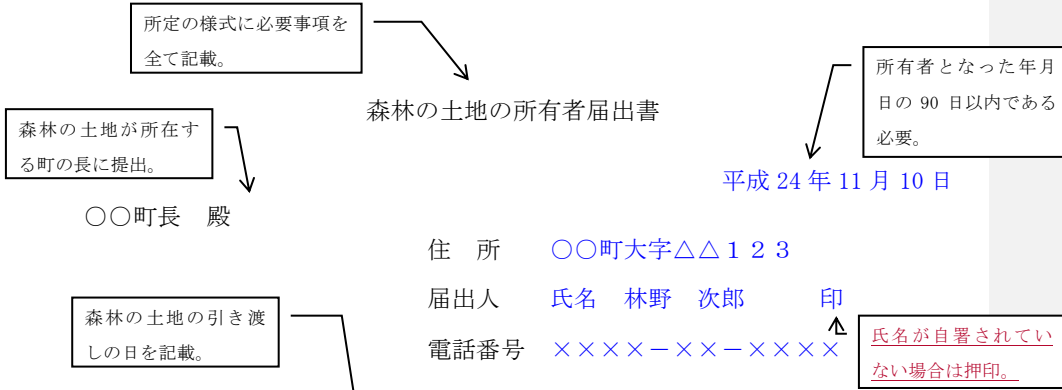 所定の様式に必要事項を
全て記載。
所有者となった年月
日の 90 日以内である
必要。
森林の土地の所有者届出書
森林の土地が所在す
る町の長に提出。
平成 24 年 11 月 10 日
○○町長　殿
住　所　○○町大字△△１２３
届出人　氏名　林野　次郎　　　印
森林の土地の引き渡
しの日を記載。
電話番号　××××－××－××××
氏名が自署されてい
ない場合は押印。